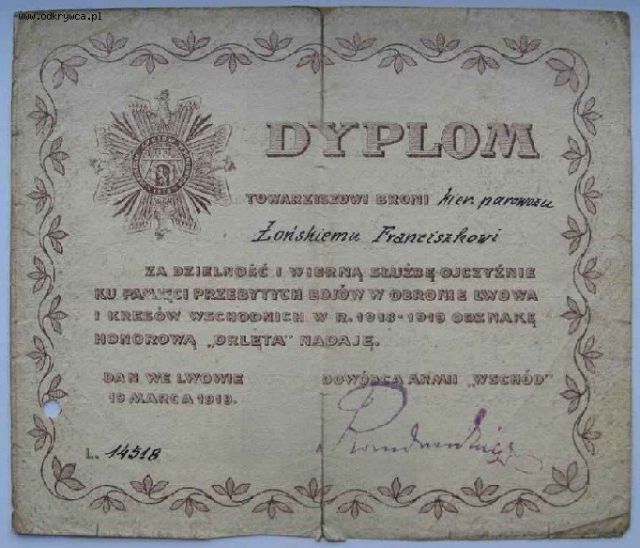 www.odkrywca.pl
DYPLOM
TOWARZYSZOWI BRONI kier. parowozu
Łońskiemu Franciszkowi
ZA DZIELNOŚĆ I WIERNĄ SŁUŻBĘ OJCZYŹNIE
KU PAMIĘCI PRZEBYTYCH BOJÓW W OBRONIE LWOWA
I KRESÓW WSCHODNICH W R. 1918-1919 ODZNAKĘ
HONOROWĄ „ORLĘTA" NADAJĘ.
DAN WE LWOWIE
19 MARCA 1919.
DOWÓDCA ARMII „WSCHÓD"
L. 14518